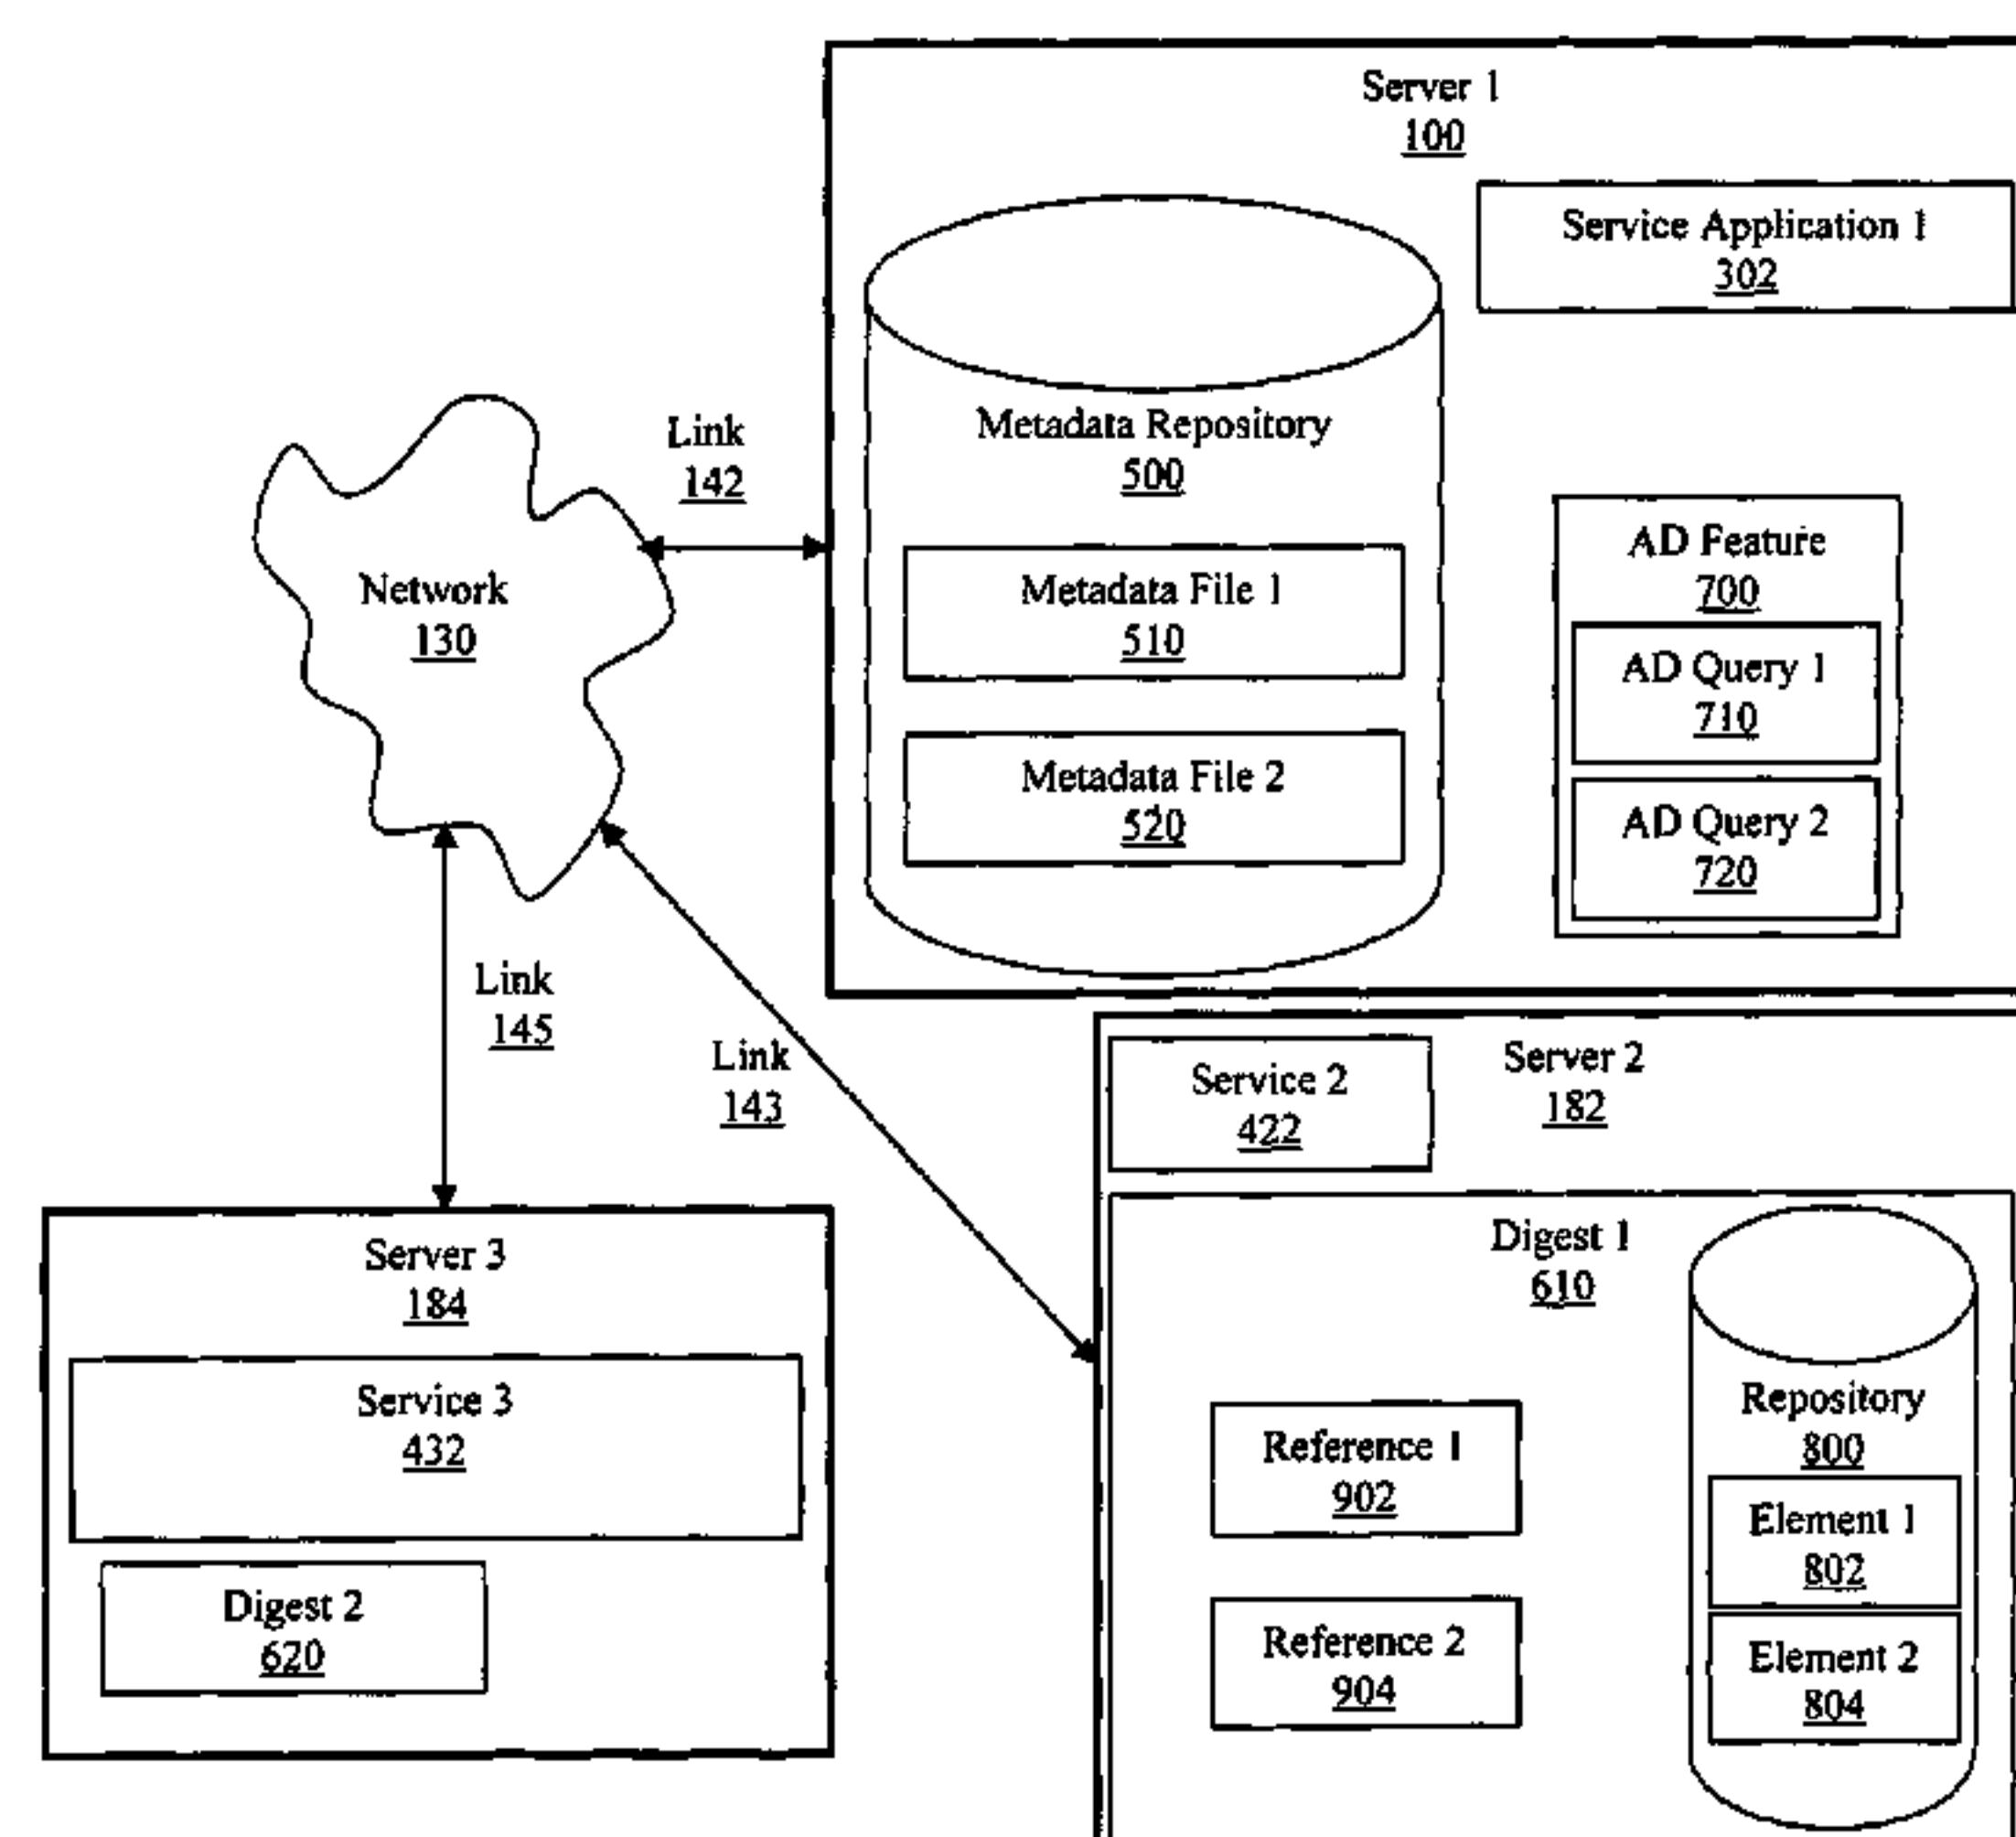 Server 1
100
Service Application 1
302
Metadata Repository
500
Metadata File 1
510
Metadata File 2
520
AD Feature
700
AD Query 1
710
AD Query 2
720
Link
142
Network
130
Link
145
Link
143
Service 2
422
Server 2
182
Digest 1
610
Reference 1
902
Reference 2
904
Repository
800
Element 1
802
Element 2
804
Server 3
184
Service 3
432
Digest 2
620